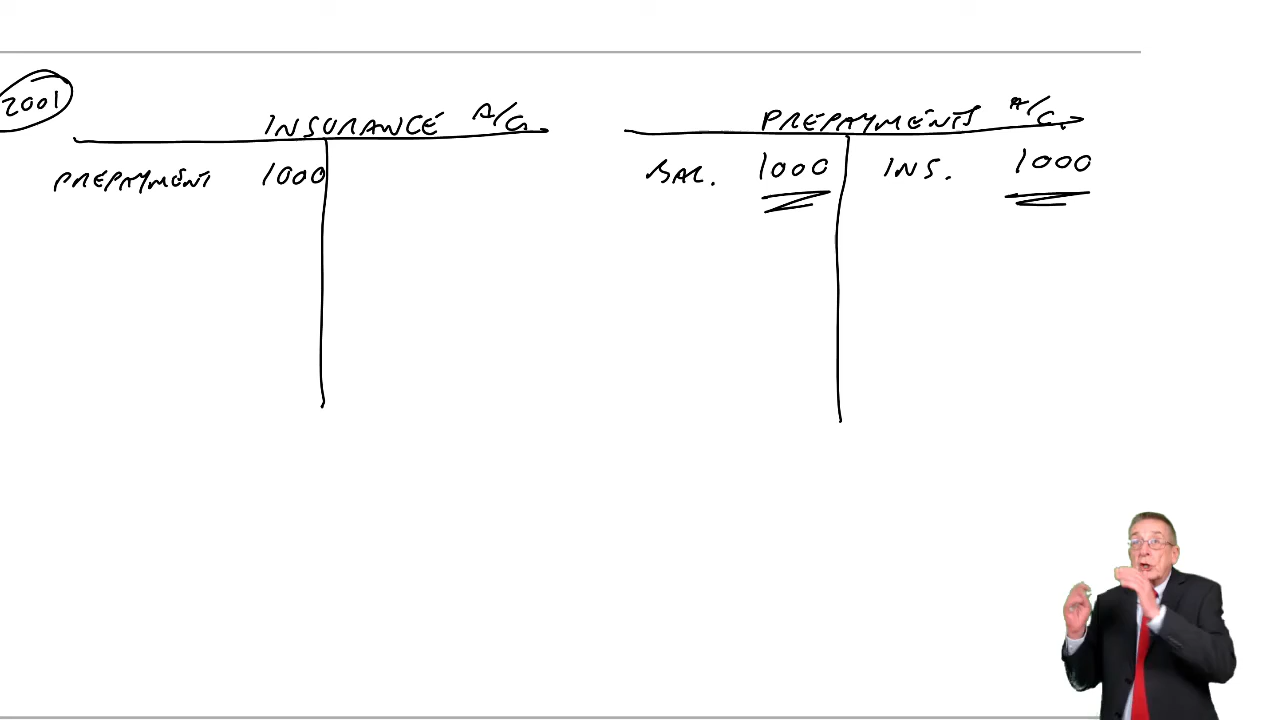 2001
INSURANCE A/C
PREPAYMENTS A/C
PREPAYMENT 1000
BAL. 1000 INS. 1000